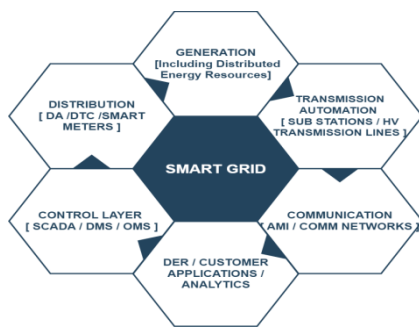 GENERATION
[Including Distributed
Energy Resources]
TRANSMISSION
AUTOMATION
[ SUB STATIONS / HV
TRANSMISSION LINES ]
DISTRIBUTION
[ DA /DTC /SMART
METERS ]
SMART GRID
COMMUNICATION
[ AMI / COMM NETWORKS ]
CONTROL LAYER
[ SCADA / DMS / OMS ]
DER / CUSTOMER
APPLICATIONS /
ANALYTICS